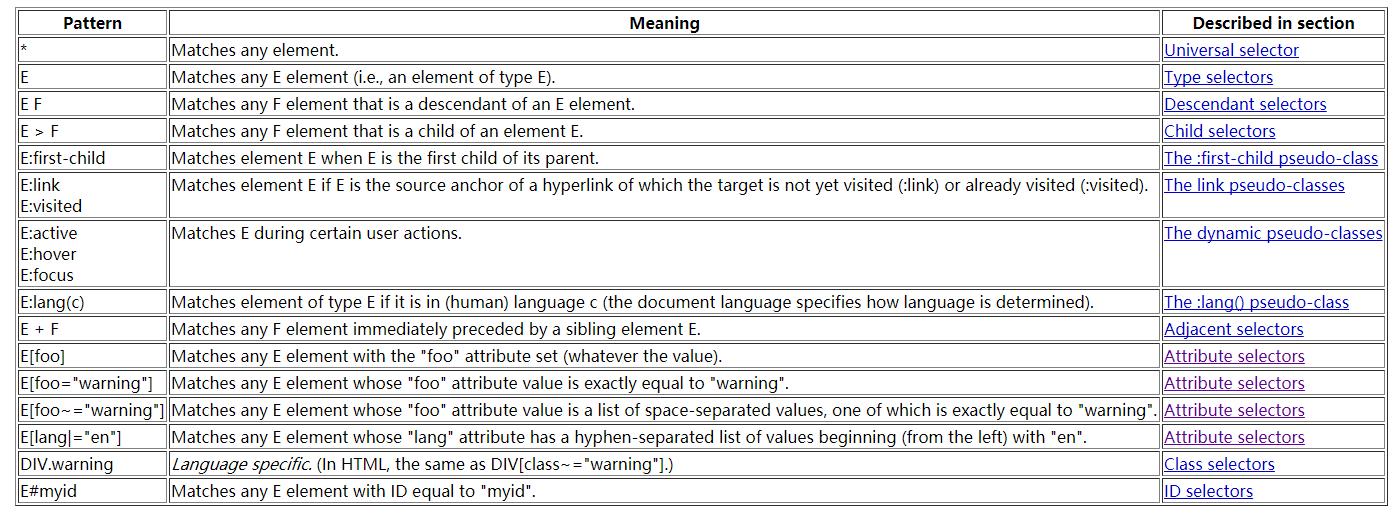 Pattern Meaning Described in section
* Matches any element. Universal selector
E Matches any E element (i.e., an element of type E). Type selectors
E F Matches any F element that is a descendant of an E element. Descendant selectors
E > F Matches any F element that is a child of an element E. Child selectors
E:first-child Matches element E when E is the first child of its parent. The :first-child pseudo-class
E:link Matches element E if E is the source anchor of a hyperlink of which the target is not yet visited (:link) or already visited (:visited). The link pseudo-classes
E:visited
E:active Matches E during certain user actions. The dynamic pseudo-classes
E:hover
E:focus
E:lang(c) Matches element of type E if it is in (human) language c (the document language specifies how language is determined). The :lang() pseudo-class
E + F Matches any F element immediately preceded by a sibling element E. Adjacent selectors
E[foo] Matches any E element with the "foo" attribute set (whatever the value). Attribute selectors
E[foo="warning"] Matches any E element whose "foo" attribute value is exactly equal to "warning". Attribute selectors
E[foo~="warning"] Matches any E element whose "foo" attribute value is a list of space-separated values, one of which is exactly equal to "warning". Attribute selectors
E[lang|="en"] Matches any E element whose "lang" attribute has a hyphen-separated list of values beginning (from the left) with "en". Attribute selectors
DIV.warning Language specific. (In HTML, the same as DIV[class~="warning"].) Class selectors
E#myid Matches any E element with ID equal to "myid". ID selectors